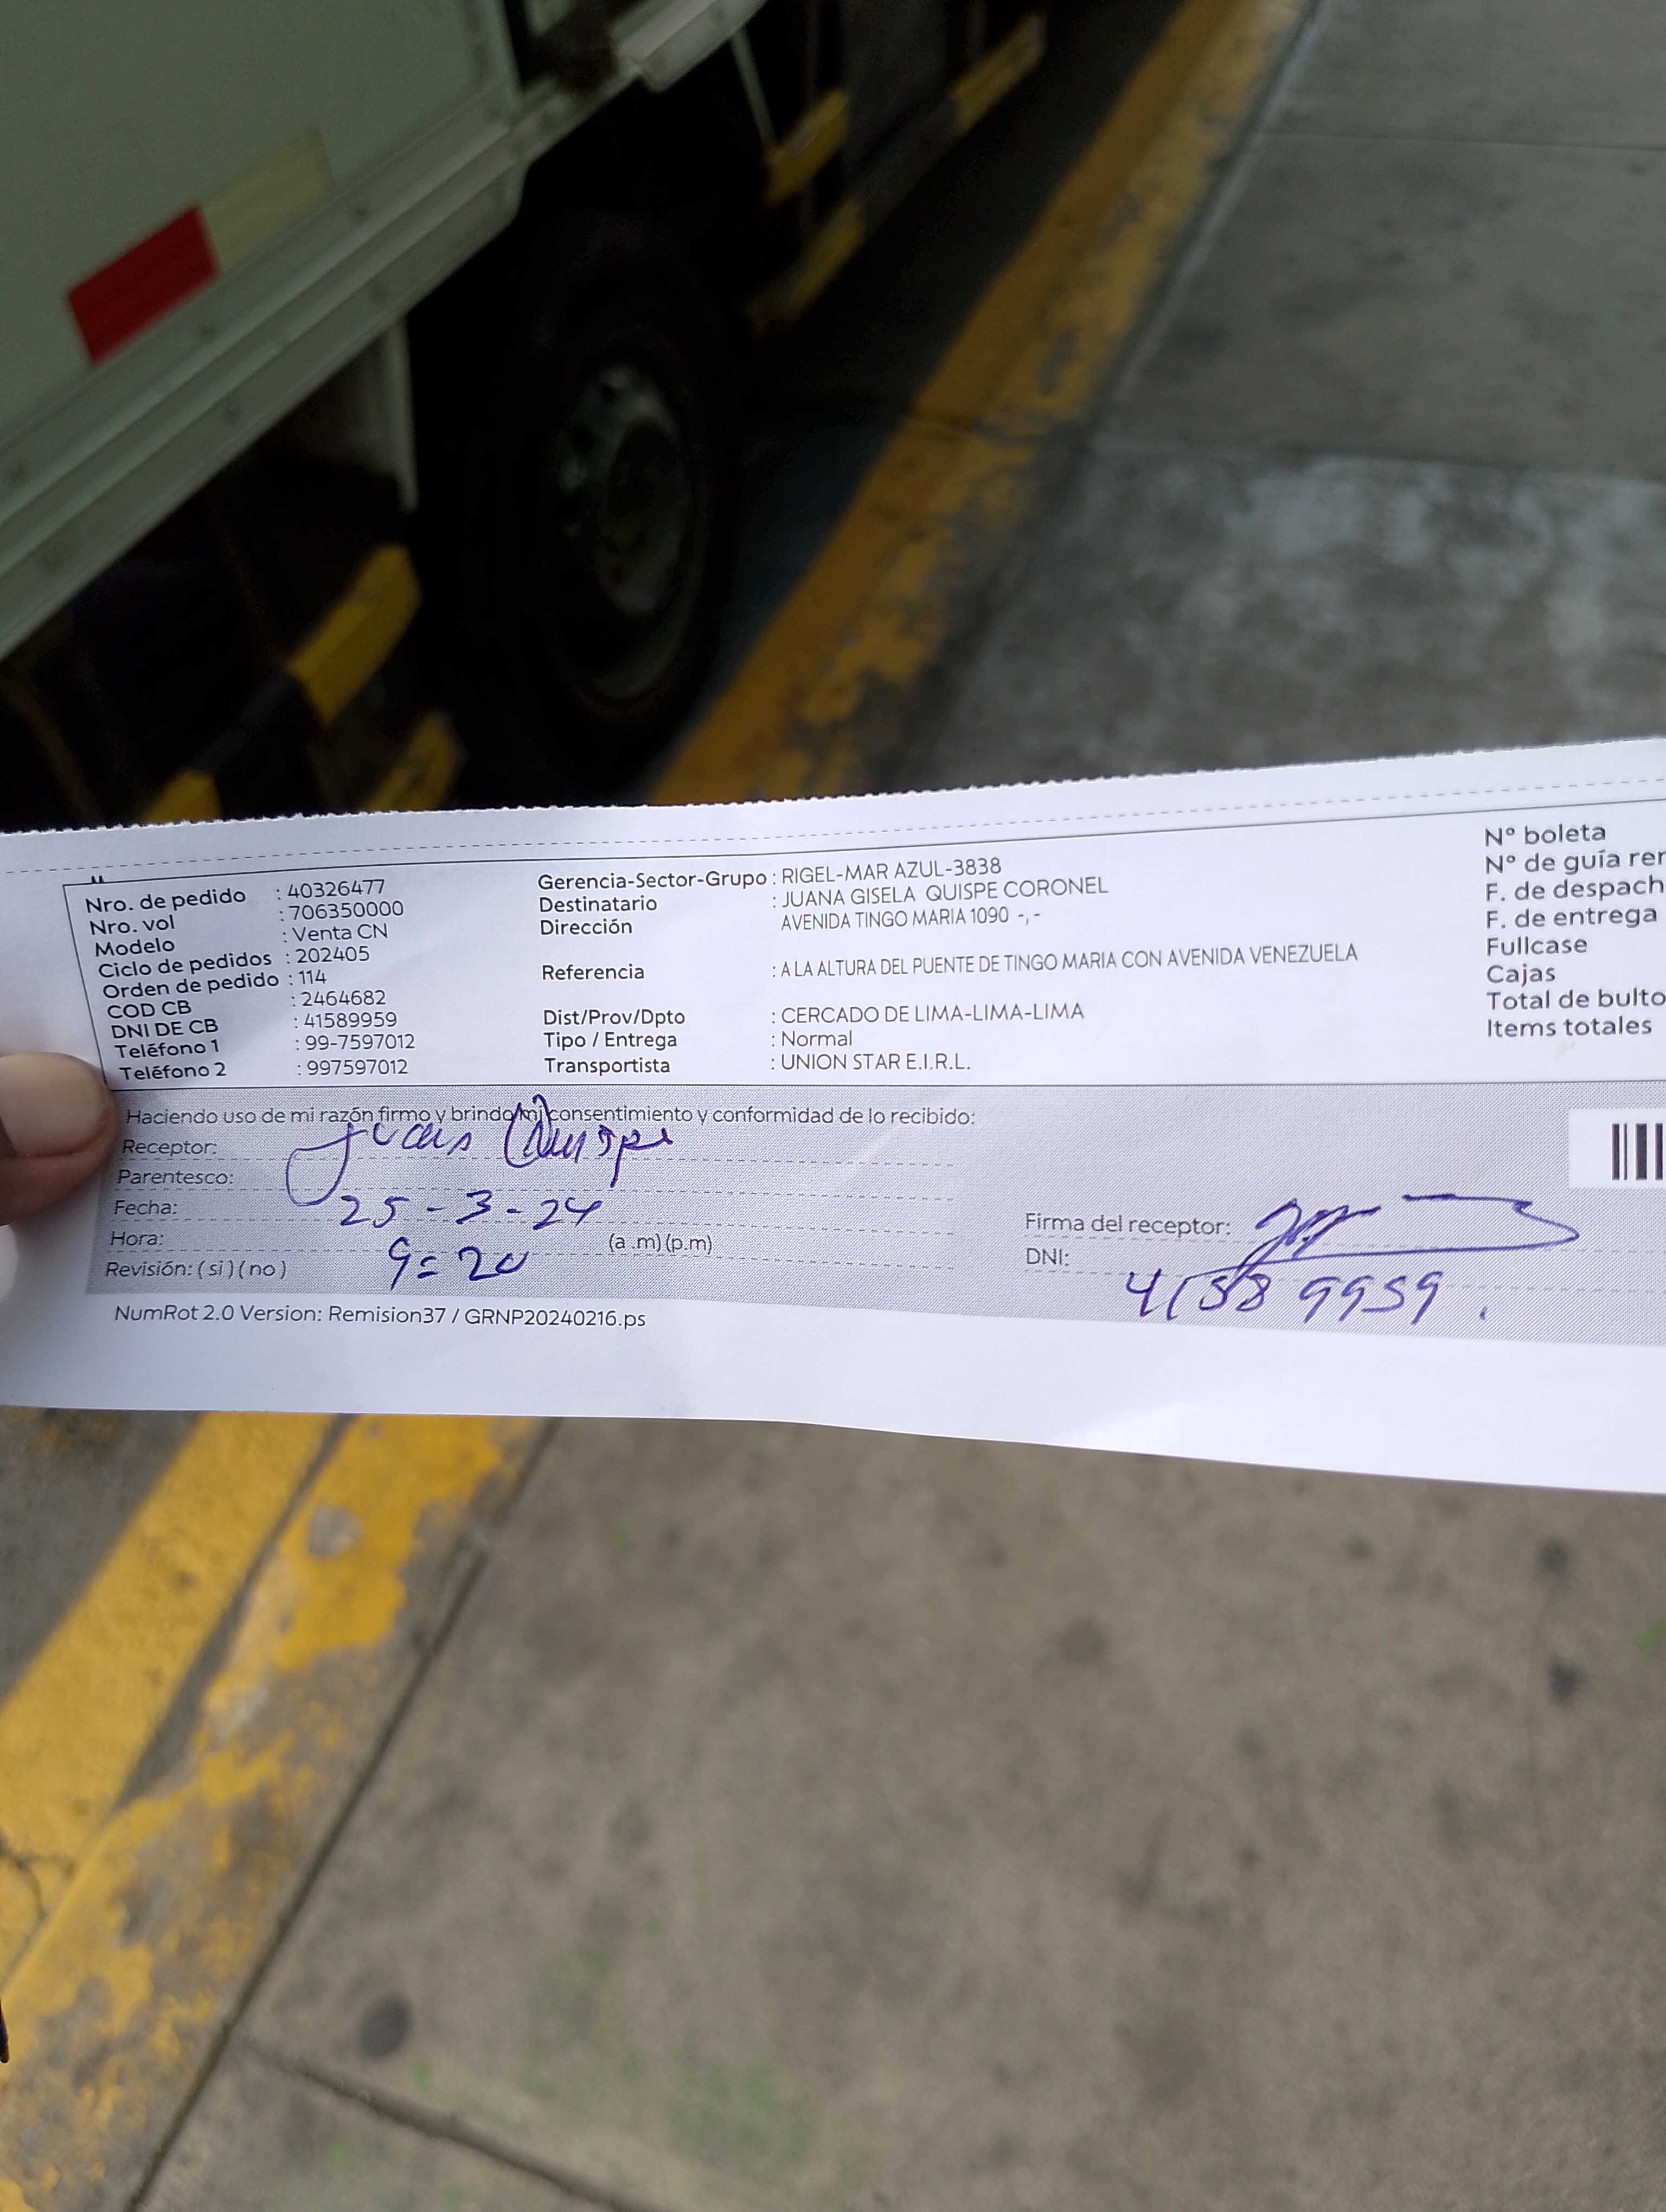 Nro. de pedido : 40326477
Nro. vol : 706350000
Modelo : Venta CN
Ciclo de pedidos : 202405
Orden de pedido : 114
COD CB : 2464682
DNI DE CB : 41589959
Teléfono 1 : 99-7597012
Teléfono 2 : 997597012
Gerencia-Sector-Grupo : RIGEL-MAR AZUL-3838
Destinatario : JUANA GISELA QUISPE CORONEL
Dirección AVENIDA TINGO MARIA 1090 -,-
Referencia : A LA ALTURA DEL PUENTE DE TINGO MARIA CON AVENIDA VENEZUELA
Dist/Prov/Dpto : CERCADO DE LIMA-LIMA-LIMA
Tipo / Entrega : Normal
Transportista : UNION STAR E.I.R.L.
N° boleta
N° de guía rer
F. de despach
F. de entrega
Fullcase
Cajas
Total de bulto
Items totales
Haciendo uso de mi razón firmo y brindo mi consentimiento y conformidad de lo recibido:
Receptor: Quispe
Parentesco:
Fecha: 25-3-24
Hora: 9=20 (a .m) (p.m)
Revisión: ( si ) ( no )
Firma del receptor:
DNI: 41589959.
NumRot 2.0 Version: Remision37 / GRNP20240216.ps